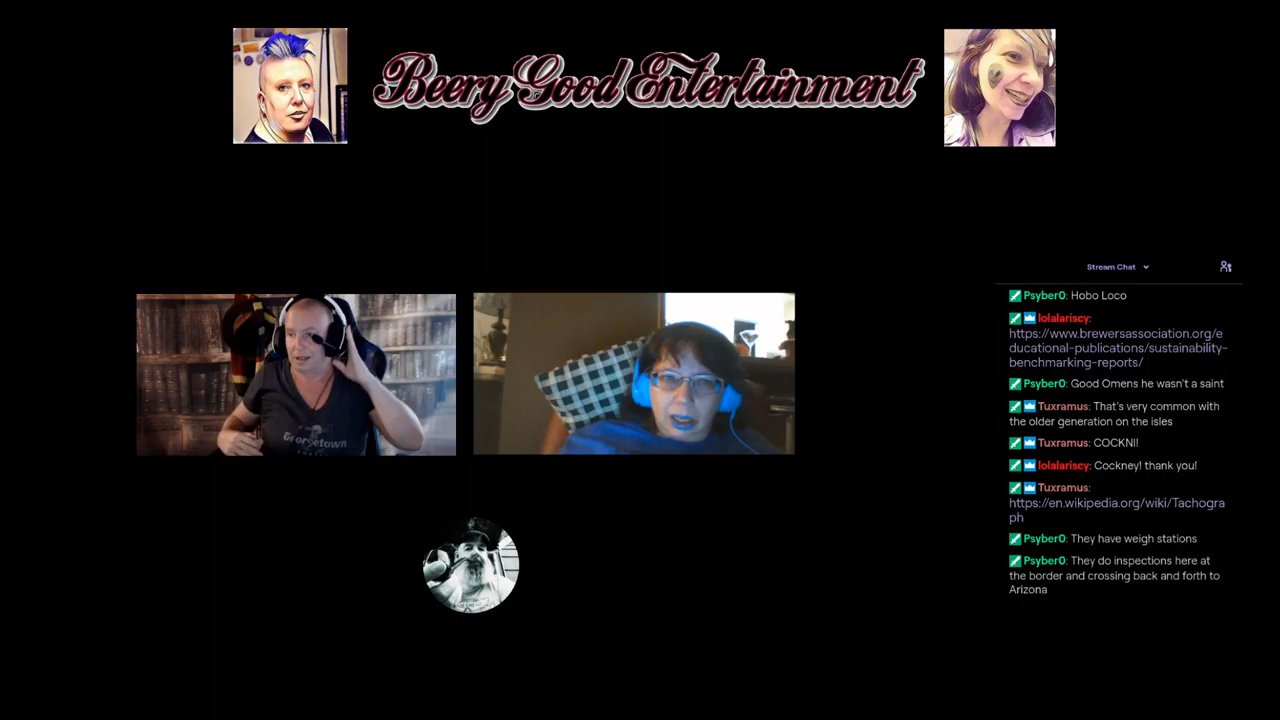 Beery Good Entertainment
Stream Chat
Psyber0: Hobo Loco
lolalariscy:
https://www.brewersassociation.org/e
ducational-publications/sustainability-
benchmarking-reports/
Psyber0: Good Omens he wasn't a saint
Tuxramus: That's very common with
the older generation on the isles
Tuxramus: COCKNI!!
lolalariscy: Cockney! thank you!
Tuxramus:
https://en.wikipedia.org/wiki/Tachogra
ph
Psyber0: They have weigh stations
Psyber0: They do inspections here at
the border and crossing back and forth to
Arizona
Georgetown